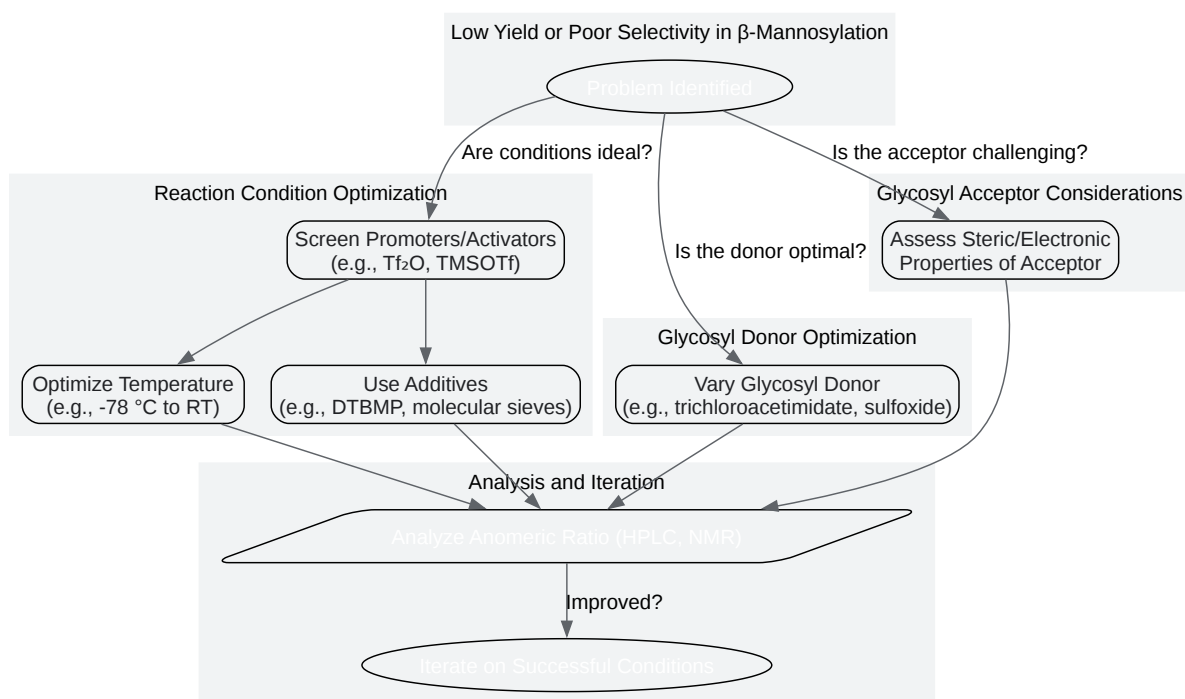 Low Yield or Poor Selectivity in β-Mannosylation
Problem Identified
Are conditions ideal?
Is the acceptor challenging?
Reaction Condition Optimization
Glycosyl Acceptor Considerations
Screen Promoters/Activators
(e.g., Tf₂O, TMSOTf)
Is the donor optimal?
Assess Steric/Electronic
Properties of Acceptor
Glycosyl Donor Optimization
Optimize Temperature
(e.g., -78 °C to RT)
Use Additives
(e.g., DTBMP, molecular sieves)
Vary Glycosyl Donor
(e.g., trichloroacetimidate, sulfoxide)
Analysis and Iteration
Analyze Anomeric Ratio (HPLC, NMR)
Improved?
Iterate on Successful Conditions